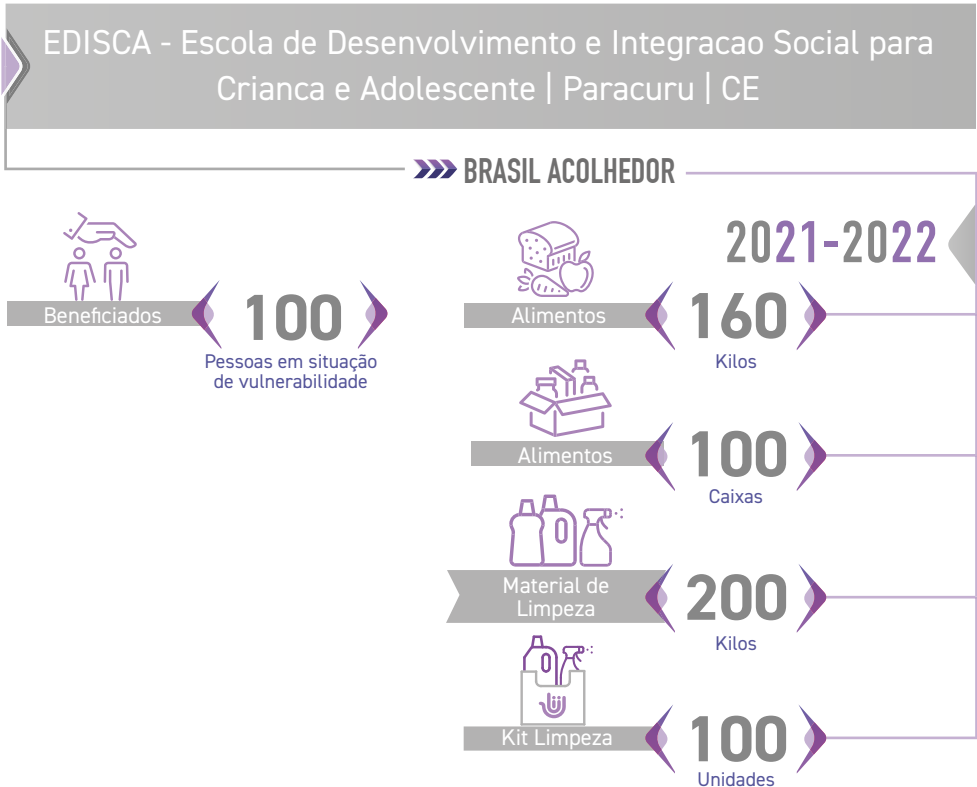 EDISCA - Escola de Desenvolvimento e Integracao Social para
Crianca e Adolescente | Paracuru | CE
BRASIL ACOLHEDOR
2021-2022
Beneficiados
100
Pessoas em situação
de vulnerabilidade
Alimentos
160
Kilos
Alimentos
100
Caixas
Material de
Limpeza
200
Kilos
Kit Limpeza
100
Unidades